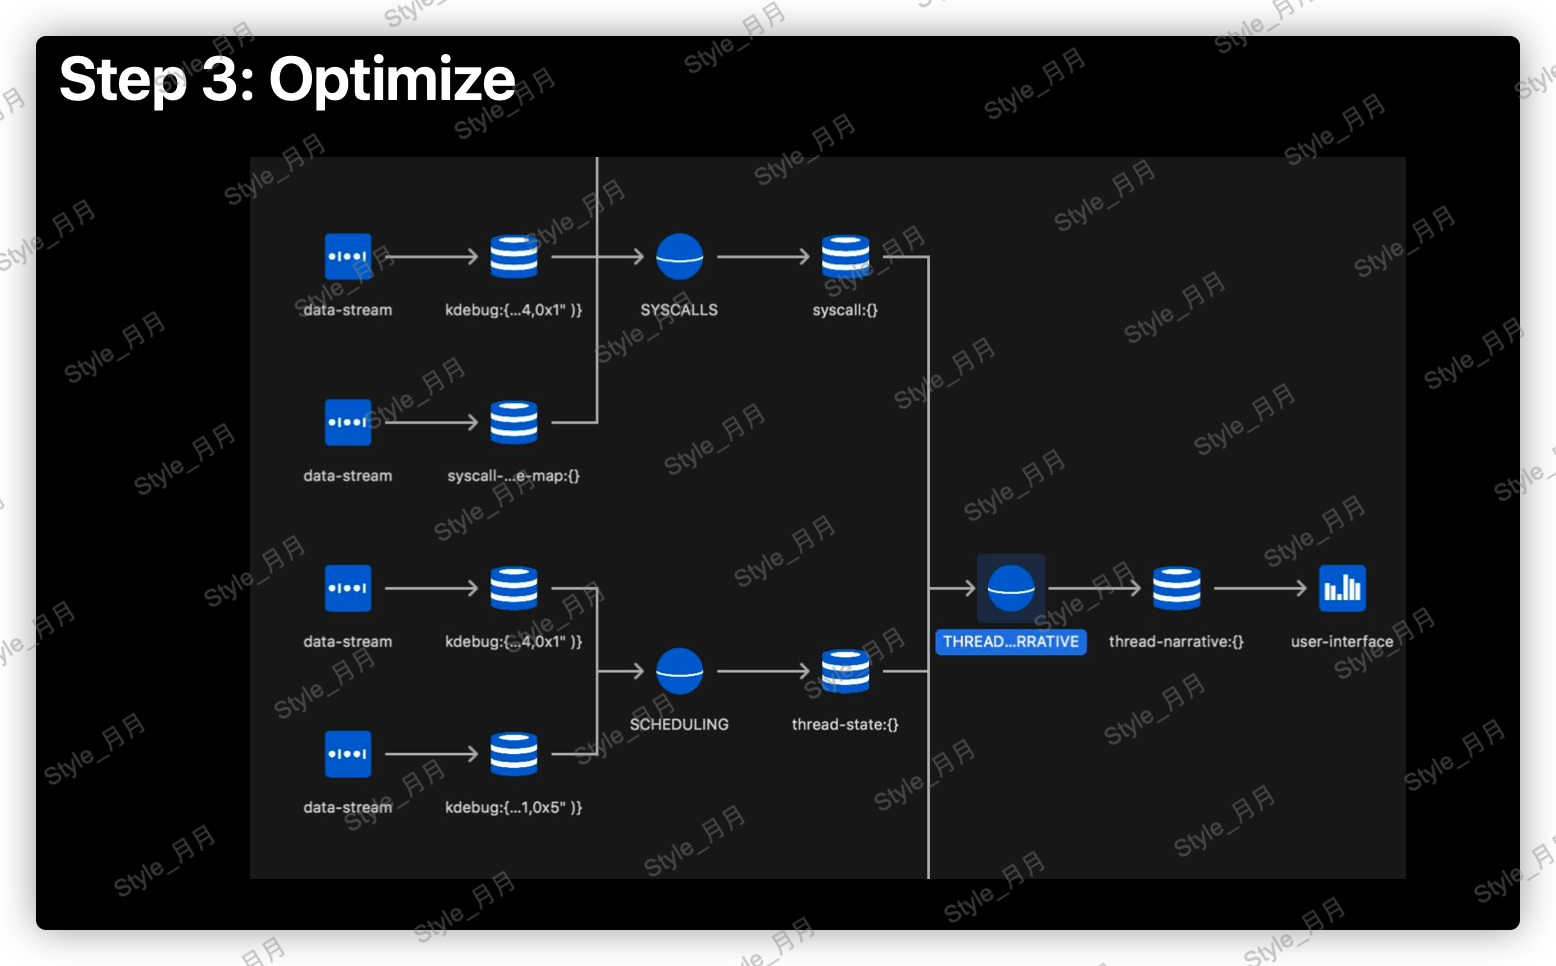 Step 3: Optimize
data-stream
kdebug:{...4,0x1" )}
SYSCALLS
syscall:{}
data-stream
syscall-...e-map:{}
data-stream
kdebug:{...4,0x1" )}
THREAD...RRATIVE
thread-narrative:{}
user-interface
SCHEDULING
thread-state:{}
data-stream
kdebug:{...1,0x5" )}
Style_月月